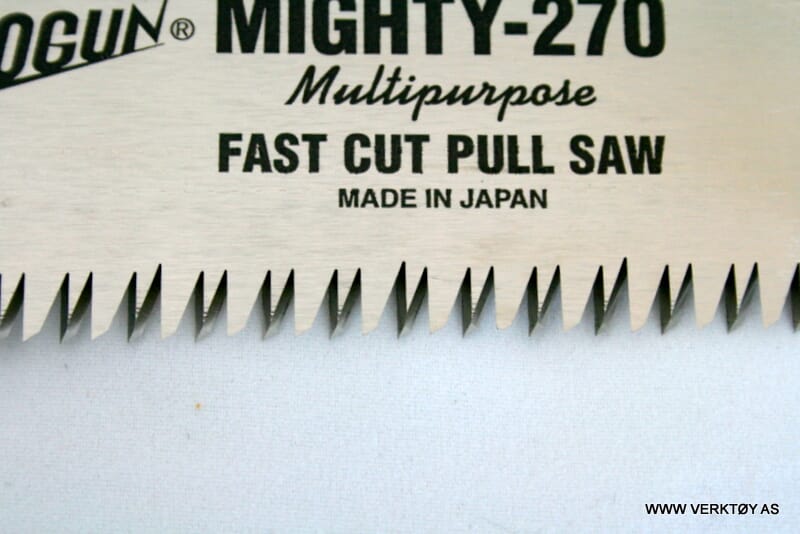 OGUN® MIGHTY-270
Multipurpose
FAST CUT PULL SAW
MADE IN JAPAN
WWW VERKTØY AS